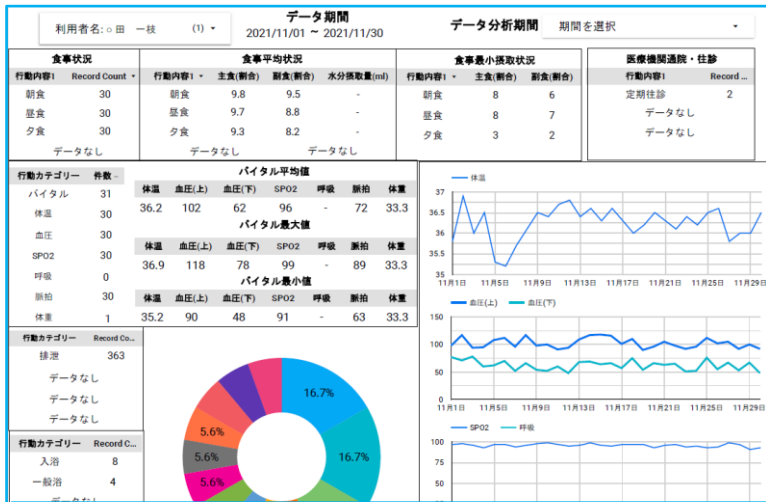 利用者名: ○田 一枝 (1)
データ期間
2021/11/01 ~ 2021/11/30
データ分析期間 期間を選択
食事状況
行動内容1 Record Count
朝食 30
昼食 30
夕食 30
データなし
食事平均状況
行動内容1 主食(割合) 副食(割合) 水分摂取量(ml)
朝食 9.8 9.5 -
昼食 9.7 8.8 -
夕食 9.3 8.2 -
データなし データなし
食事最小摂取状況
行動内容1 主食(割合) 副食(割合)
朝食 8 6
昼食 8 7
夕食 3 2
医療機関通院・往診
行動内容1 Record ...
定期往診 2
データなし
データなし
行動カテゴリー 件数
バイタル 31
体温 30
血圧 30
SPO2 30
呼吸 0
脈拍 30
体重 1
バイタル平均値
体温 血圧(上) 血圧(下) SPO2 呼吸 脈拍 体重
36.2 102 62 96 - 72 33.3
バイタル最大値
体温 血圧(上) 血圧(下) SPO2 呼吸 脈拍 体重
36.9 118 78 99 - 89 33.3
バイタル最小値
体温 血圧(上) 血圧(下) SPO2 呼吸 脈拍 体重
35.2 90 48 91 - 63 33.3
行動カテゴリー Record Co...
排泄 363
データなし
データなし
データなし
行動カテゴリー Record C...
入浴 8
一般浴 4
データなし
16.7%
16.7%
5.6%
5.6%
5.6%
体温
37
36.5
36
35.5
35
11月1日 11月5日 11月9日 11月13日 11月17日 11月21日 11月25日 11月29日
血圧(上) 血圧(下)
150
100
50
0
11月1日 11月5日 11月9日 11月13日 11月17日 11月21日 11月25日 11月29日
SPO2 呼吸
100
75
50